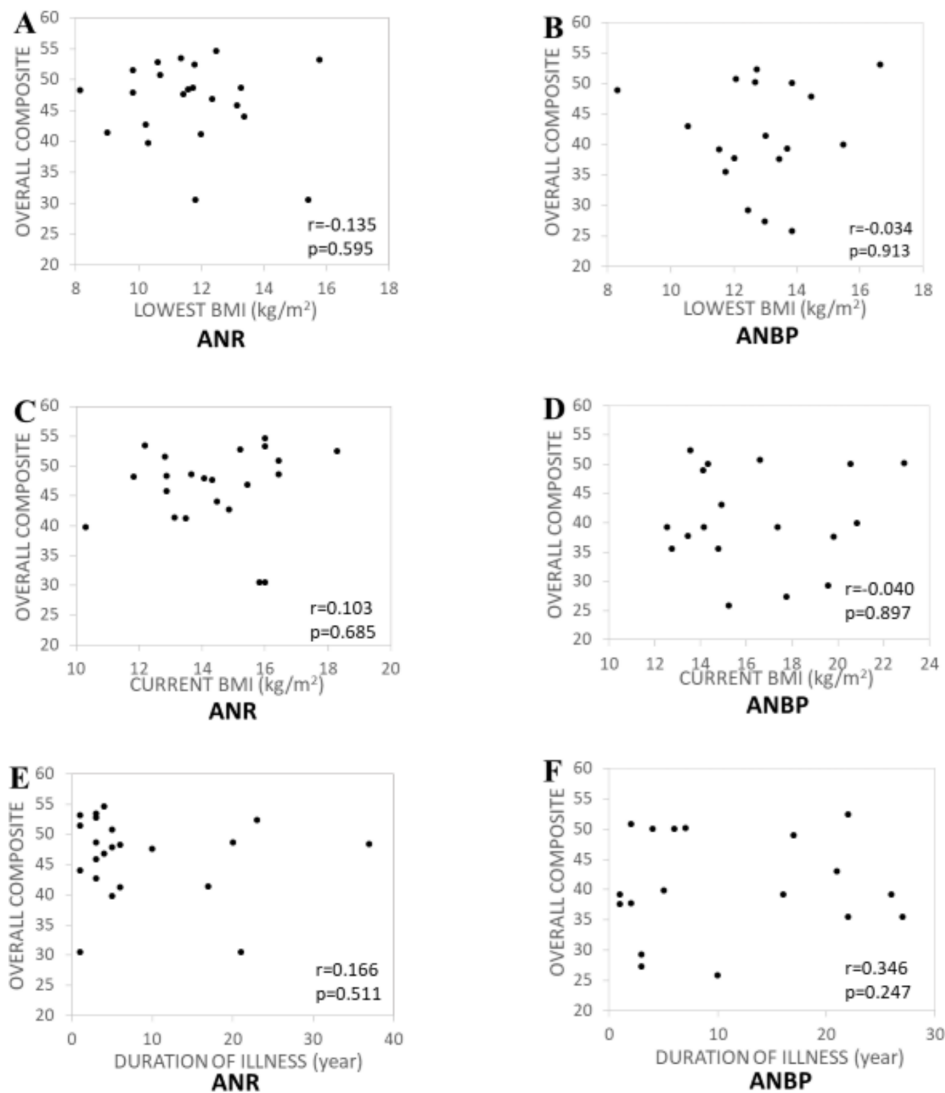 A
60
55
50
45
40
35
30
25
20
OVERALL COMPOSITE
r=-0.135
p=0.595
8 10 12 14 16 18
LOWEST BMI (kg/m²)
ANR
B
60
55
50
45
40
35
30
25
20
OVERALL COMPOSITE
r=-0.034
p=0.913
8 10 12 14 16 18
LOWEST BMI (kg/m²)
ANBP
C
60
55
50
45
40
35
30
25
20
OVERALL COMPOSITE
r=0.103
p=0.685
10 12 14 16 18 20
CURRENT BMI (kg/m²)
ANR
D
60
55
50
45
40
35
30
25
20
OVERALL COMPOSITE
r=-0.040
p=0.897
10 12 14 16 18 20 22 24
CURRENT BMI (kg/m²)
ANBP
E
60
55
50
45
40
35
30
25
20
OVERALL COMPOSITE
r=0.166
p=0.511
0 10 20 30 40
DURATION OF ILLNESS (year)
ANR
F
60
55
50
45
40
35
30
25
20
OVERALL COMPOSITE
r=0.346
p=0.247
0 10 20 30
DURATION OF ILLNESS (year)
ANBP